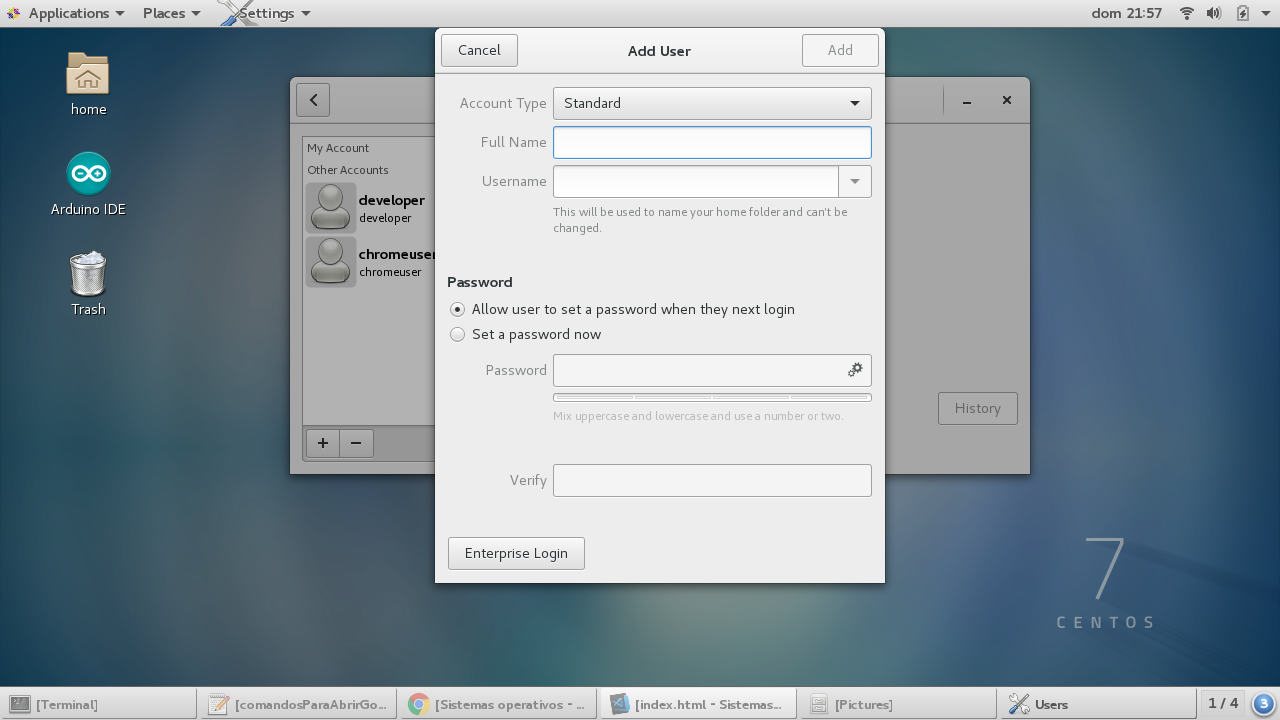 Applications Places Settings dom 21:57
Cancel Add User Add
home
Account Type Standard
Full Name
My Account
Other Accounts
Username
developer
developer
Arduino IDE
This will be used to name your home folder and can't be
changed.
chromeuser
chromeuser
Password
Trash
Allow user to set a password when they next login
Set a password now
Password
Mix uppercase and lowercase and use a number or two.
History
+ −
Verify
Enterprise Login
7
CENTOS
[Terminal] [comandosParaAbrirGo... [Sistemas operativos - ... [index.html - Sistemas... [Pictures] Users 1 / 4 3